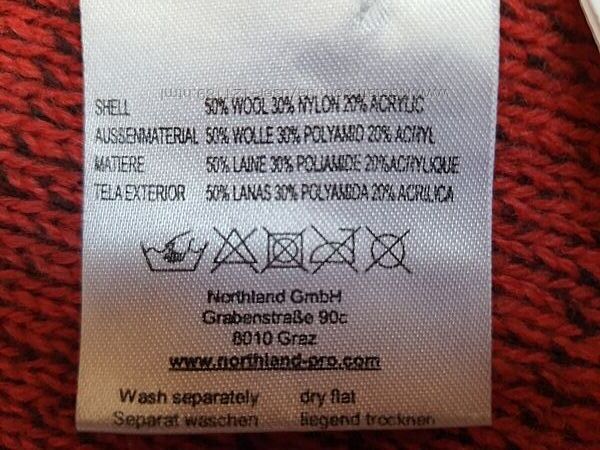 SHELL 50% WOOL 30% NYLON 20% ACRYLIC
AUSSENMATERIAL 50% WOLLE 30% POLYAMID 20% ACRYL
MATIERE 50% LAINE 30% POLIAMIDE 20% ACRYLIQUE
TELA EXTERIOR 50% LANAS 30% POLYAMIDA 20% ACRILICA
Northland GmbH
Grabenstraße 90c
8010 Graz
www.northland-pro.com
Wash separately dry flat
Separat waschen liegend trocknen